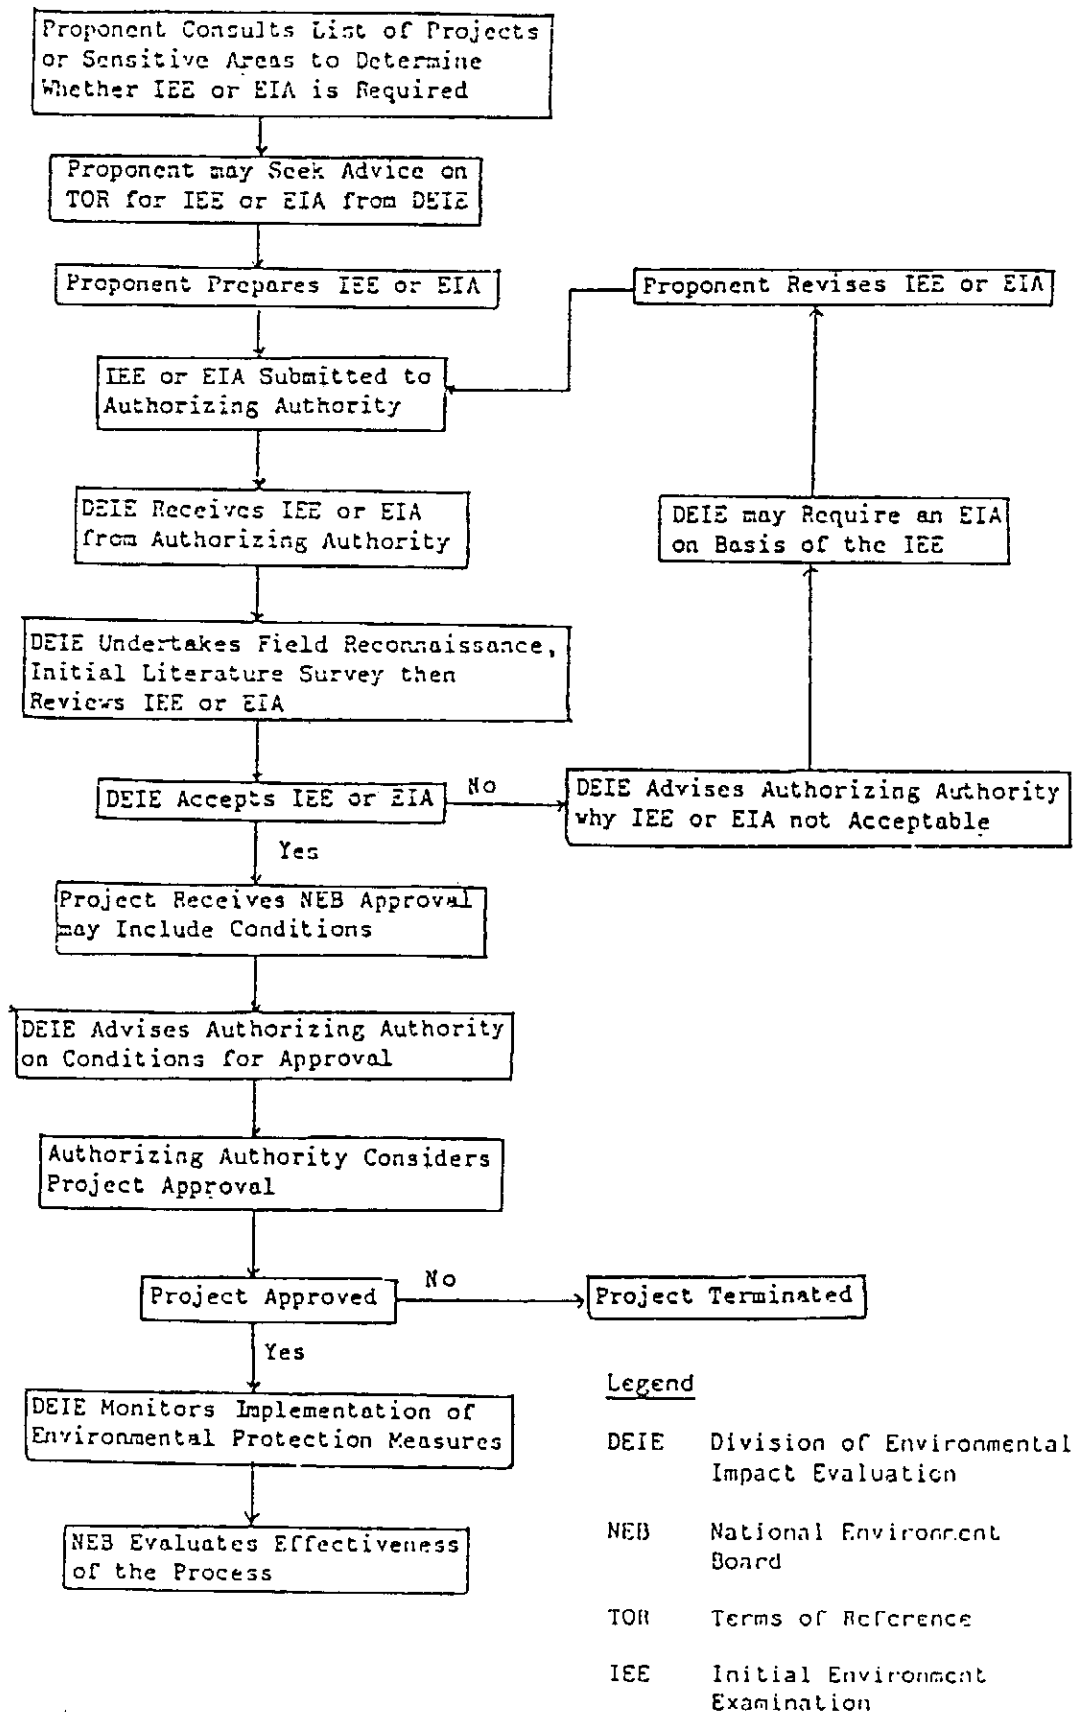 Proponent Consults List of Projects
or Sensitive Areas to Determine
Whether IEE or EIA is Required
Proponent may Seek Advice on
TOR for IEE or EIA from DEIE
Proponent Prepares IEE or EIA
Proponent Revises IEE or EIA
IEE or EIA Submitted to
Authorizing Authority
DEIE Receives IEE or EIA
from Authorizing Authority
DEIE may Require an EIA
on Basis of the IEE
DEIE Undertakes Field Reconnaissance,
Initial Literature Survey then
Reviews IEE or EIA
DEIE Accepts IEE or EIA
No
DEIE Advises Authorizing Authority
why IEE or EIA not Acceptable
Yes
Project Receives NEB Approval
may Include Conditions
DEIE Advises Authorizing Authority
on Conditions for Approval
Authorizing Authority Considers
Project Approval
Project Approved
No
Project Terminated
Yes
DEIE Monitors Implementation of
Environmental Protection Measures
NEB Evaluates Effectiveness
of the Process
Legend
DEIE Division of Environmental
Impact Evaluation
NEB National Environment
Board
TOR Terms of Reference
IEE Initial Environment
Examination